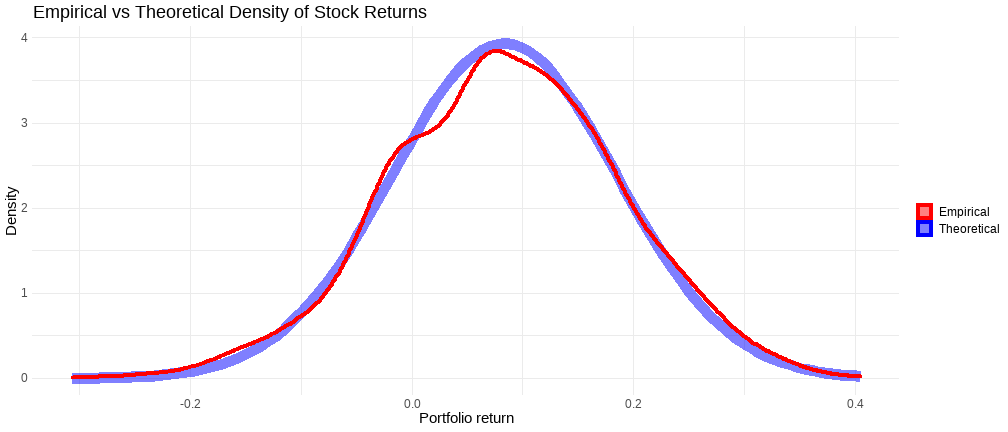 Empirical vs Theoretical Density of Stock Returns
4
3
2
1
0
Density
-0.2
0.0
0.2
0.4
Portfolio return
Empirical
Theoretical